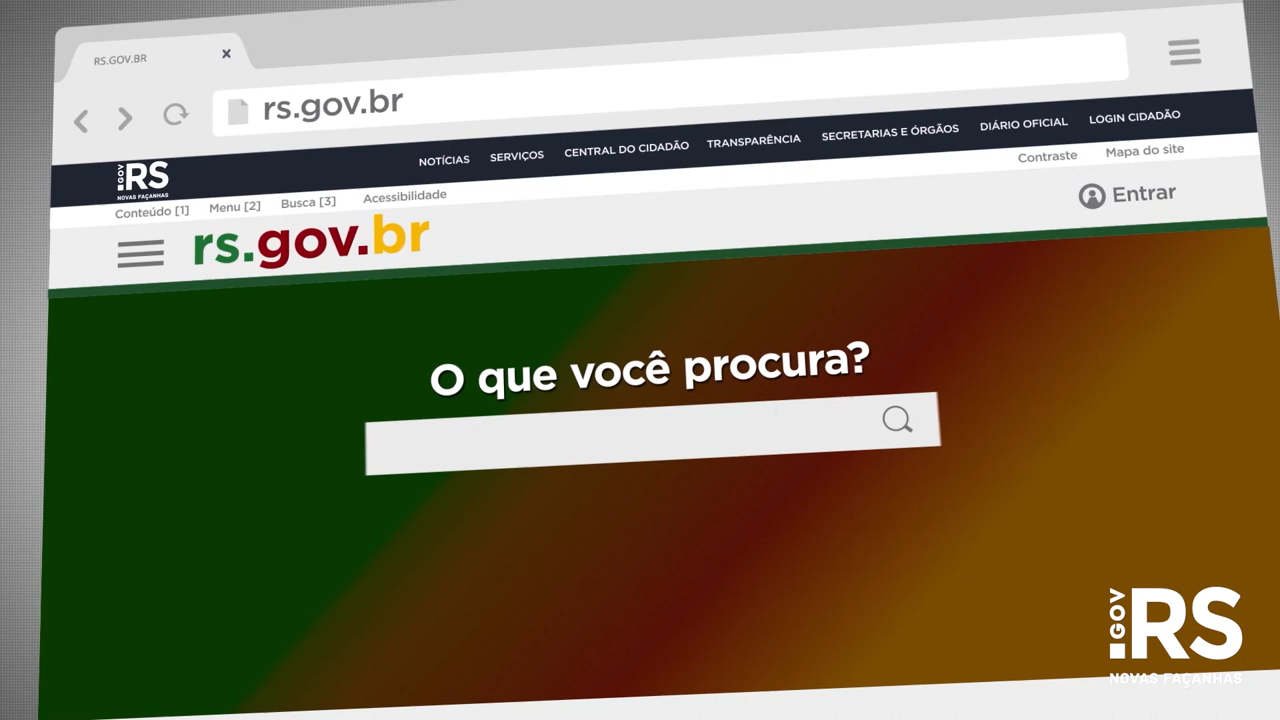 RS.GOV.BR
rs.gov.br
.GOV RS
NOVAS FAÇANHAS
NOTÍCIAS SERVIÇOS CENTRAL DO CIDADÃO TRANSPARÊNCIA SECRETARIAS E ÓRGÃOS DIÁRIO OFICIAL LOGIN CIDADÃO
Conteúdo [1] Menu [2] Busca [3] Acessibilidade Contraste Mapa do site
rs.gov.br Entrar
O que você procura?
.GOV RS
NOVAS FAÇANHAS